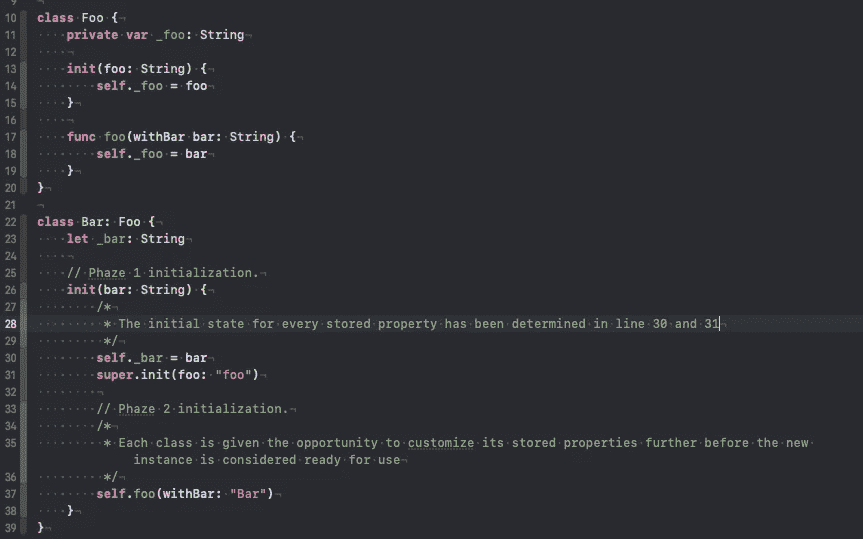 9
10 class Foo {
11     private var _foo: String
12
13     init(foo: String) {
14         self._foo = foo
15     }
16
17     func foo(withBar bar: String) {
18         self._foo = bar
19     }
20 }
21
22 class Bar: Foo {
23     let _bar: String
24
25     // Phaze 1 initialization.
26     init(bar: String) {
27         /*
28          * The initial state for every stored property has been determined in line 30 and 31
29          */
30         self._bar = bar
31         super.init(foo: "foo")
32
33         // Phaze 2 initialization.
34         /*
35          * Each class is given the opportunity to customize its stored properties further before the new
             instance is considered ready for use
36          */
37         self.foo(withBar: "Bar")
38     }
39 }